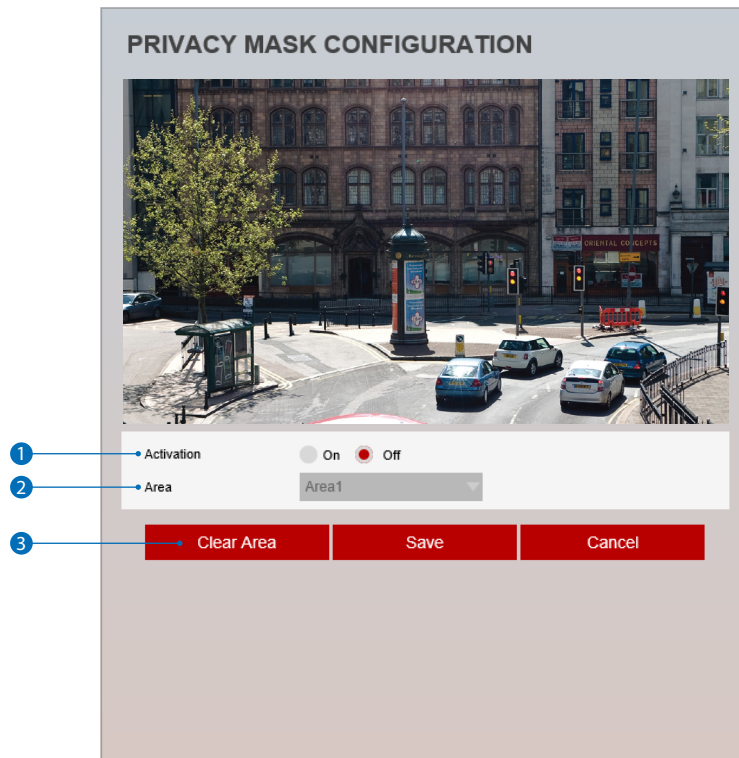 PRIVACY MASK CONFIGURATION
ORIENTAL CONCEPTS
1 Activation On Off
2 Area Area1
3 Clear Area Save Cancel